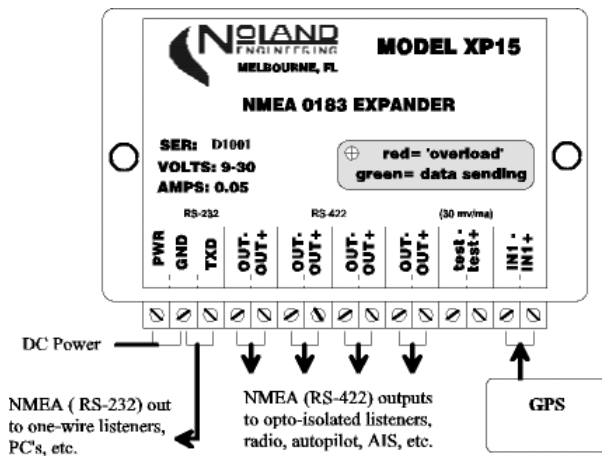 NOLAND
ENGINEERING
MELBOURNE, FL
MODEL XP15
NMEA 0183 EXPANDER
SER: D1001
VOLTS: 9-30
AMPS: 0.05
red= 'overload'
green= data sending
RS-232
RS-422
(30 mv/ma)
PWR
GND
TXD
OUT-
OUT+
OUT-
OUT+
OUT-
OUT+
OUT-
OUT+
test -
test+
IN1 -
IN1+
DC Power
NMEA ( RS-232) out
to one-wire listeners,
PC's, etc.
NMEA (RS-422) outputs
to opto-isolated listeners,
radio, autopilot, AIS, etc.
GPS